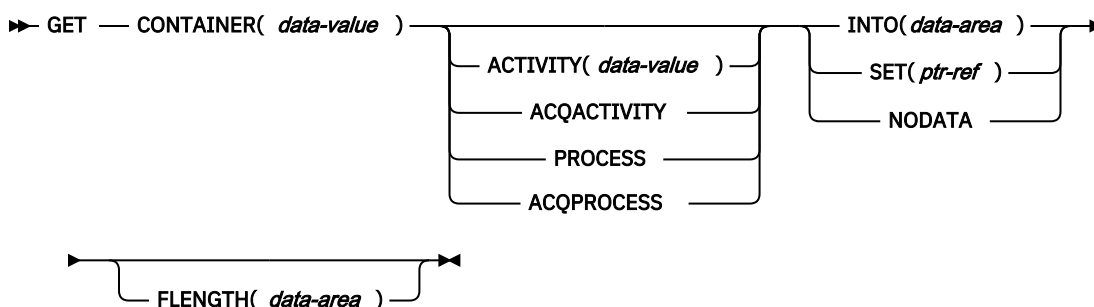 GET CONTAINER( data-value ) INTO( data-area )
ACTIVITY( data-value ) SET( ptr-ref )
ACQACTIVITY NODATA
PROCESS
ACQPROCESS
FLENGTH( data-area )